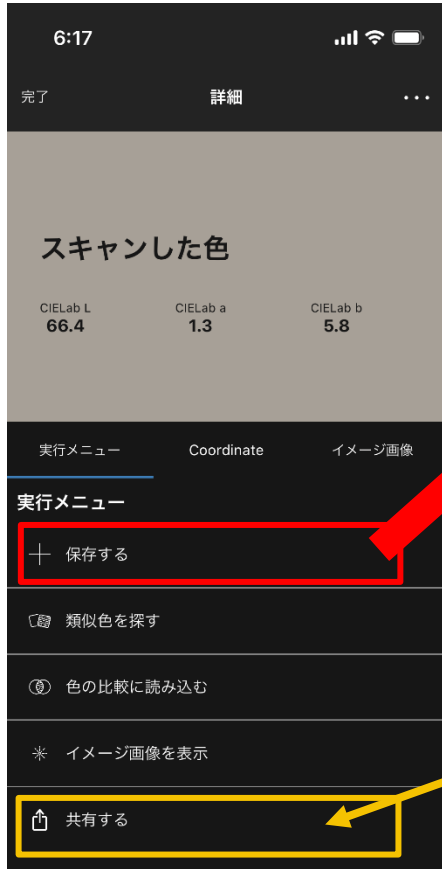 6:17
完了 詳細 ...
スキャンした色
CIELab L CIELab a CIELab b
66.4 1.3 5.8
実行メニュー Coordinate イメージ画像
実行メニュー
保存する
類似色を探す
色の比較に読み込む
イメージ画像を表示
共有する